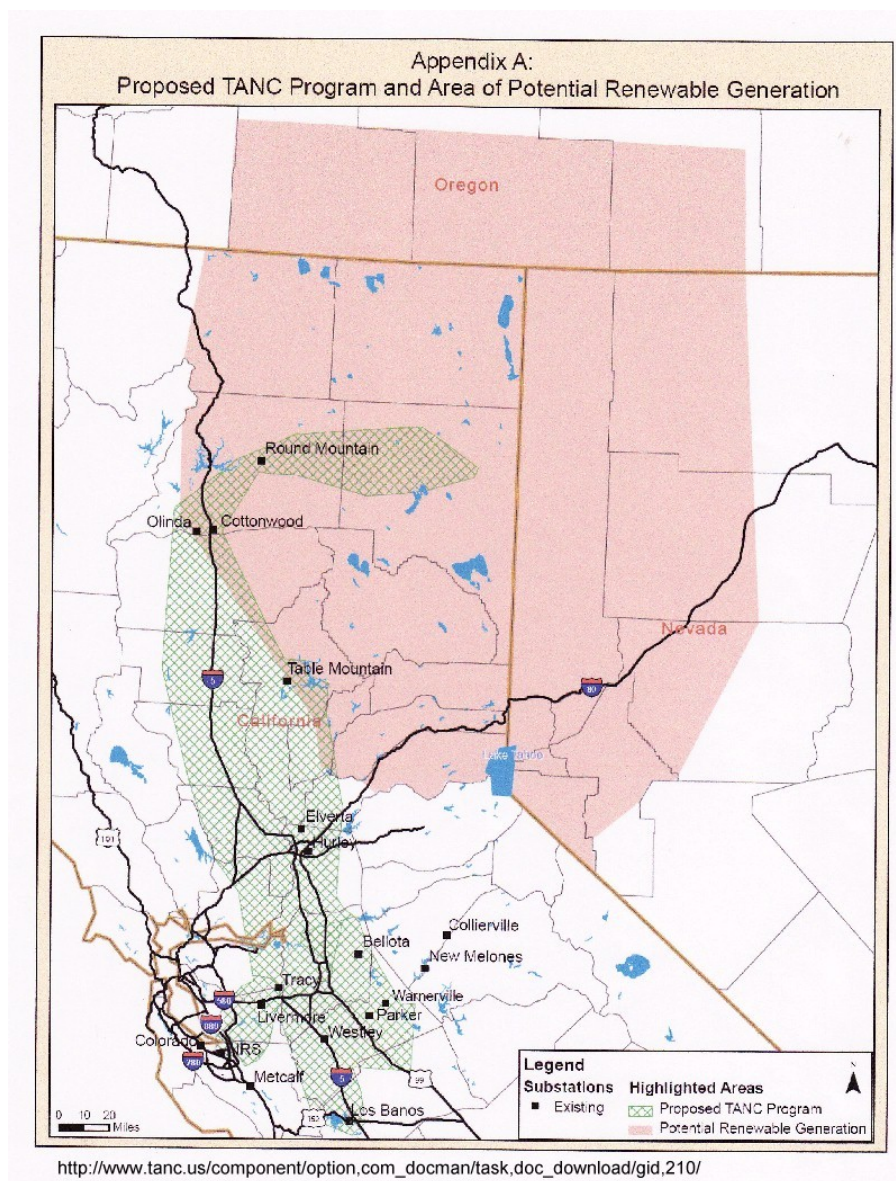 Appendix A:
Proposed TANC Program and Area of Potential Renewable Generation
Oregon
Round Mountain
Olinda
Cottonwood
Nevada
Table Mountain
5
80
California
Lake Tahoe
Elverta
Hurley
101
Collierville
Bellota
New Melones
Tracy
580
Warnerville
Livermore
Parker
880
Westley
Colorado
NRS
280
Metcalf
5
99
152
Los Banos
0 10 20
Miles
Legend
Substations
Existing
Highlighted Areas
Proposed TANC Program
Potential Renewable Generation
N
http://www.tanc.us/component/option,com_docman/task,doc_download/gid,210/